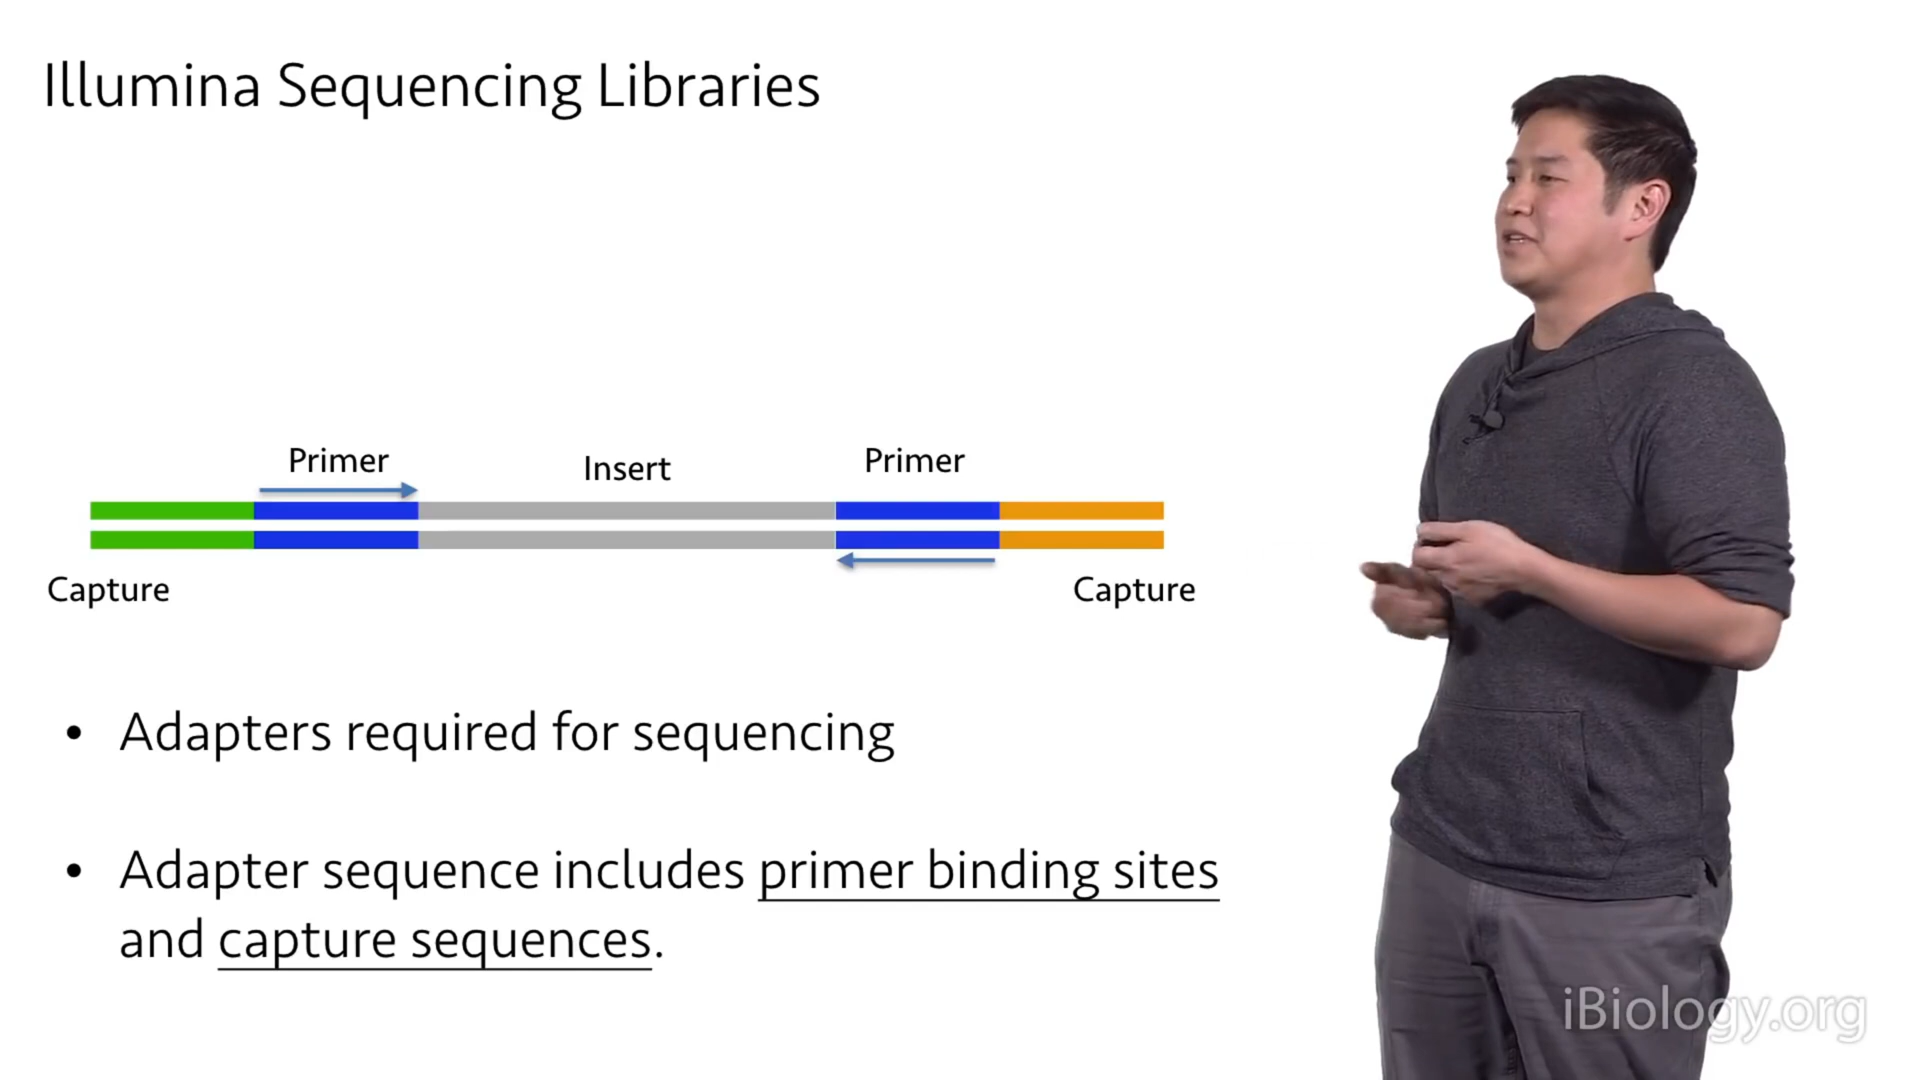 Illumina Sequencing Libraries
Primer
Insert
Primer
Capture
Capture
• Adapters required for sequencing
• Adapter sequence includes primer binding sites
and capture sequences.
iBiology.org